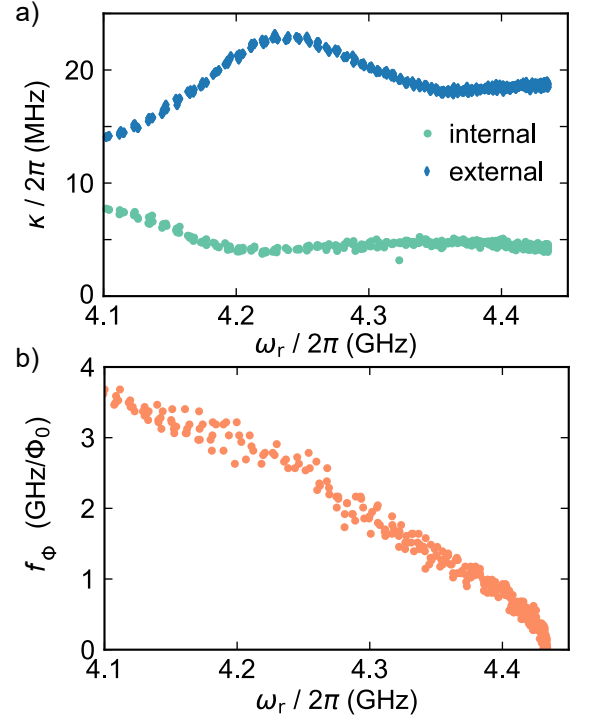 a)
20
10
0
κ / 2π (MHz)
internal
external
4.1 4.2 4.3 4.4
ω_r / 2π (GHz)
b)
4
3
2
1
0
f_Φ (GHz/Φ_0)
4.1 4.2 4.3 4.4
ω_r / 2π (GHz)